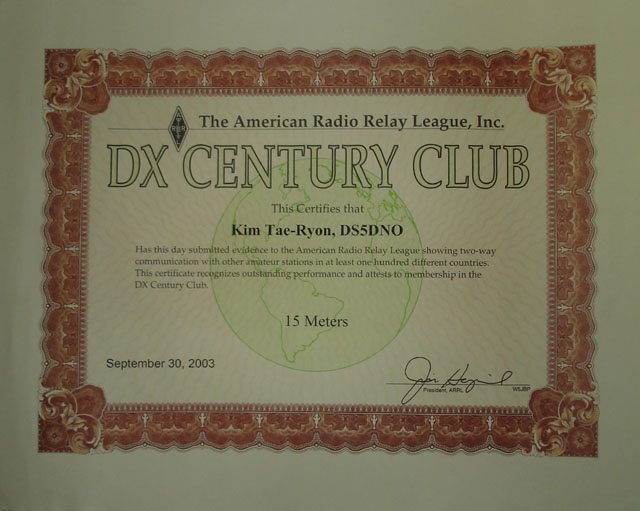 The American Radio Relay League, Inc.
DX CENTURY CLUB
This Certifies that
Kim Tae-Ryon, DS5DNO
Has this day submitted evidence to the American Radio Relay League showing two-way
communication with other amateur stations in at least one hundred different countries.
This certificate recognizes outstanding performance and attests to membership in the
DX Century Club.
15 Meters
September 30, 2003
President, ARRL W5JBP